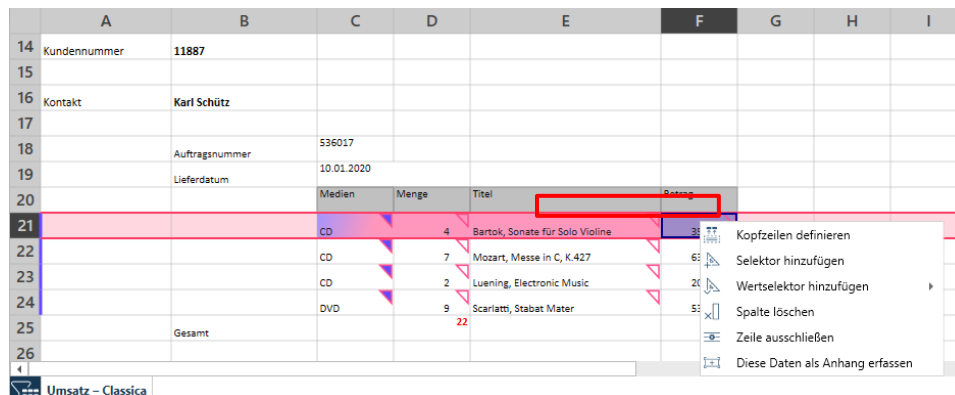 A B C D E F G H I
14 Kundennummer 11887
15
16 Kontakt Karl Schütz
17
18 Auftragsnummer 536017
19 Lieferdatum 10.01.2020
20 Medien Menge Titel Betrag
21 CD 4 Bartok, Sonate für Solo Violine
22 CD 7 Mozart, Messe in C, K.427
23 CD 2 Luening, Electronic Music
24 DVD 9 Scarlatti, Stabat Mater
25 Gesamt 22
26
Kopfzeilen definieren
Selektor hinzufügen
Wertselektor hinzufügen
Spalte löschen
Zeile ausschließen
Diese Daten als Anhang erfassen
Umsatz – Classica